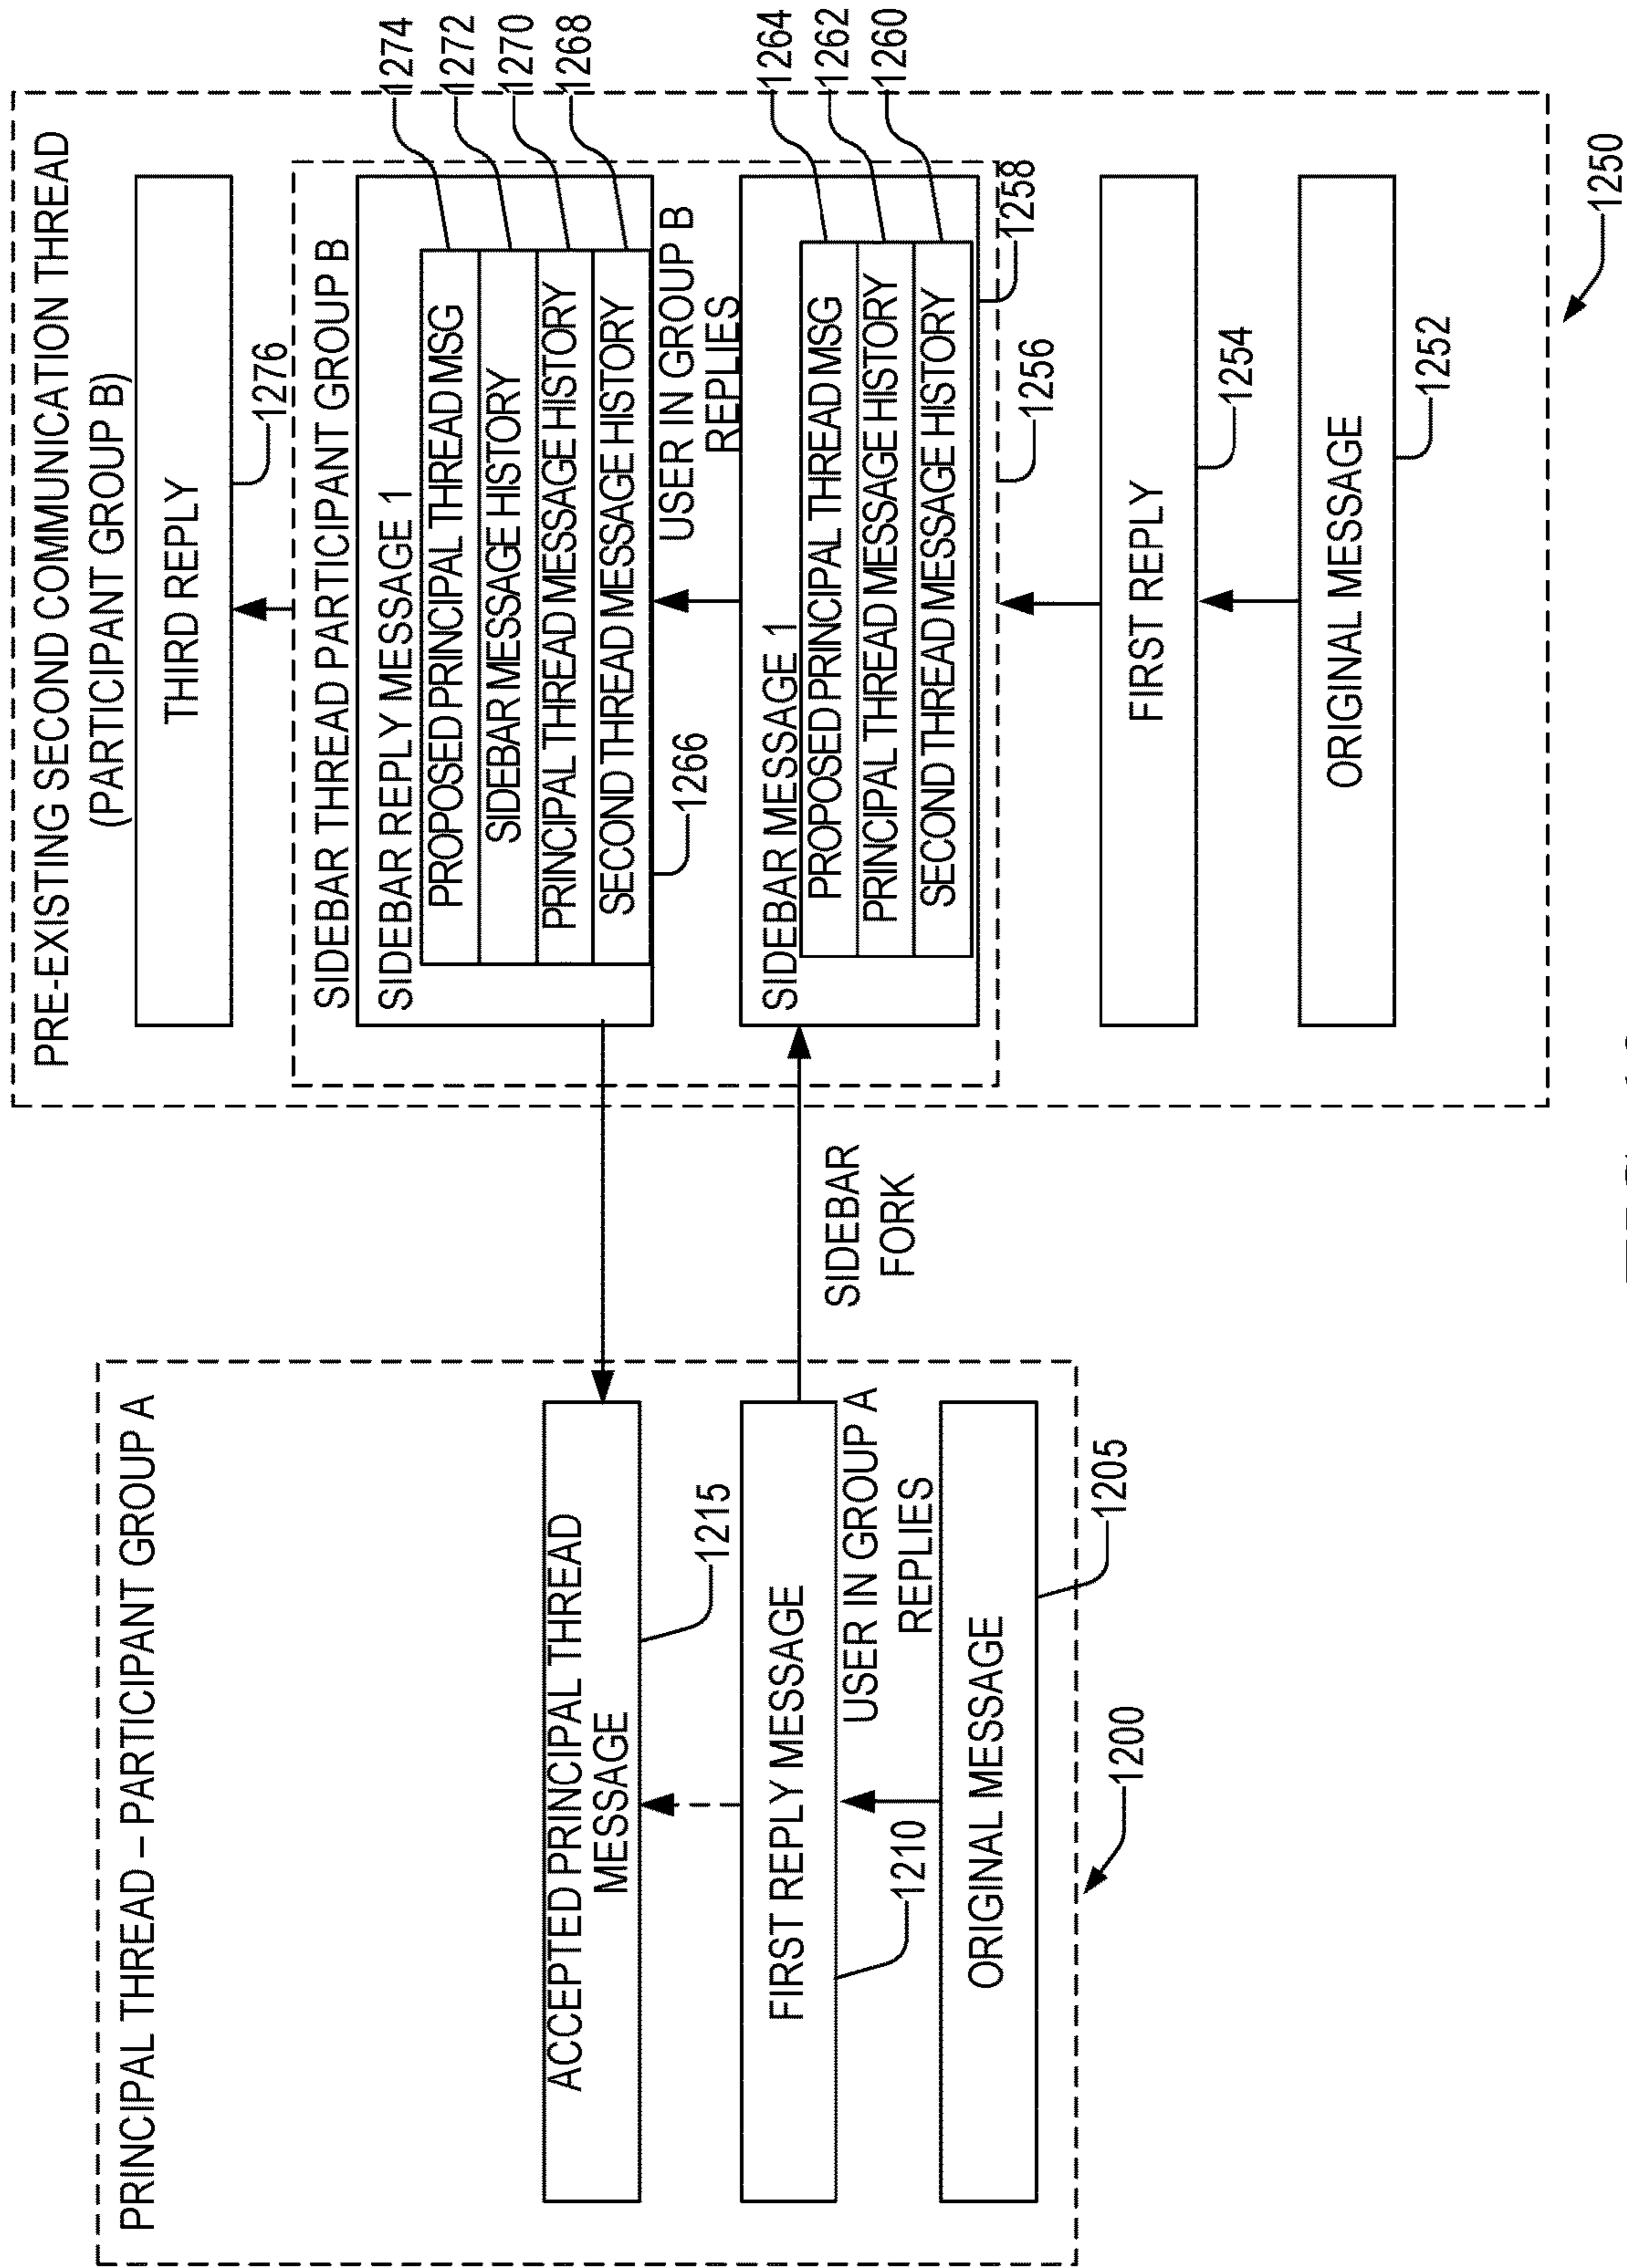 PRINCIPAL THREAD – PARTICIPANT GROUP A
ACCEPTED PRINCIPAL THREAD
MESSAGE
1215
FIRST REPLY MESSAGE
1210
USER IN GROUP A
REPLIES
ORIGINAL MESSAGE
1205
1200
SIDEBAR
FORK
PRE-EXISTING SECOND COMMUNICATION THREAD
(PARTICIPANT GROUP B)
THIRD REPLY
1276
SIDEBAR THREAD PARTICIPANT GROUP B
SIDEBAR REPLY MESSAGE 1
PROPOSED PRINCIPAL THREAD MSG
SIDEBAR MESSAGE HISTORY
PRINCIPAL THREAD MESSAGE HISTORY
SECOND THREAD MESSAGE HISTORY
1274
1272
1270
1268
1266
USER IN GROUP B
REPLIES
SIDEBAR MESSAGE 1
PROPOSED PRINCIPAL THREAD MSG
PRINCIPAL THREAD MESSAGE HISTORY
SECOND THREAD MESSAGE HISTORY
1264
1262
1260
1258
1256
FIRST REPLY
1254
ORIGINAL MESSAGE
1252
1250